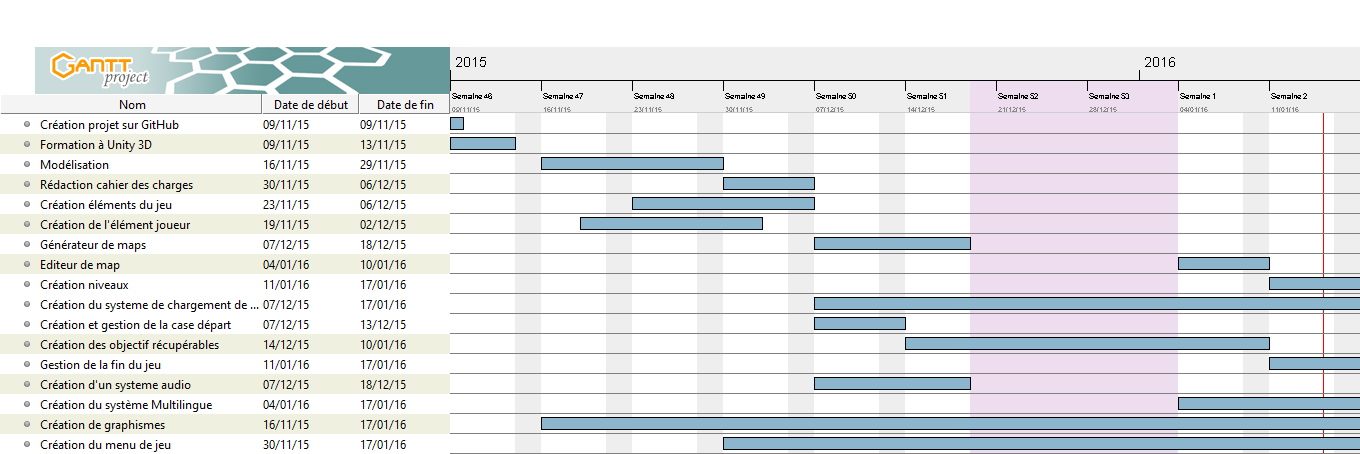 GANTT
project
2015
2016
Nom Date de début Date de fin
Semaine 46 Semaine 47 Semaine 48 Semaine 49 Semaine 50 Semaine 51 Semaine 52 Semaine 53 Semaine 1 Semaine 2
09/11/15 16/11/15 23/11/15 30/11/15 07/12/15 14/12/15 21/12/15 28/12/15 04/01/16 11/01/16
Création projet sur GitHub 09/11/15 09/11/15
Formation à Unity 3D 09/11/15 13/11/15
Modélisation 16/11/15 29/11/15
Rédaction cahier des charges 30/11/15 06/12/15
Création éléments du jeu 23/11/15 06/12/15
Création de l'élément joueur 19/11/15 02/12/15
Générateur de maps 07/12/15 18/12/15
Editeur de map 04/01/16 10/01/16
Création niveaux 11/01/16 17/01/16
Création du systeme de chargement de ... 07/12/15 17/01/16
Création et gestion de la case départ 07/12/15 13/12/15
Création des objectif récupérables 14/12/15 10/01/16
Gestion de la fin du jeu 11/01/16 17/01/16
Création d'un systeme audio 07/12/15 18/12/15
Création du système Multilingue 04/01/16 17/01/16
Création de graphismes 16/11/15 17/01/16
Création du menu de jeu 30/11/15 17/01/16